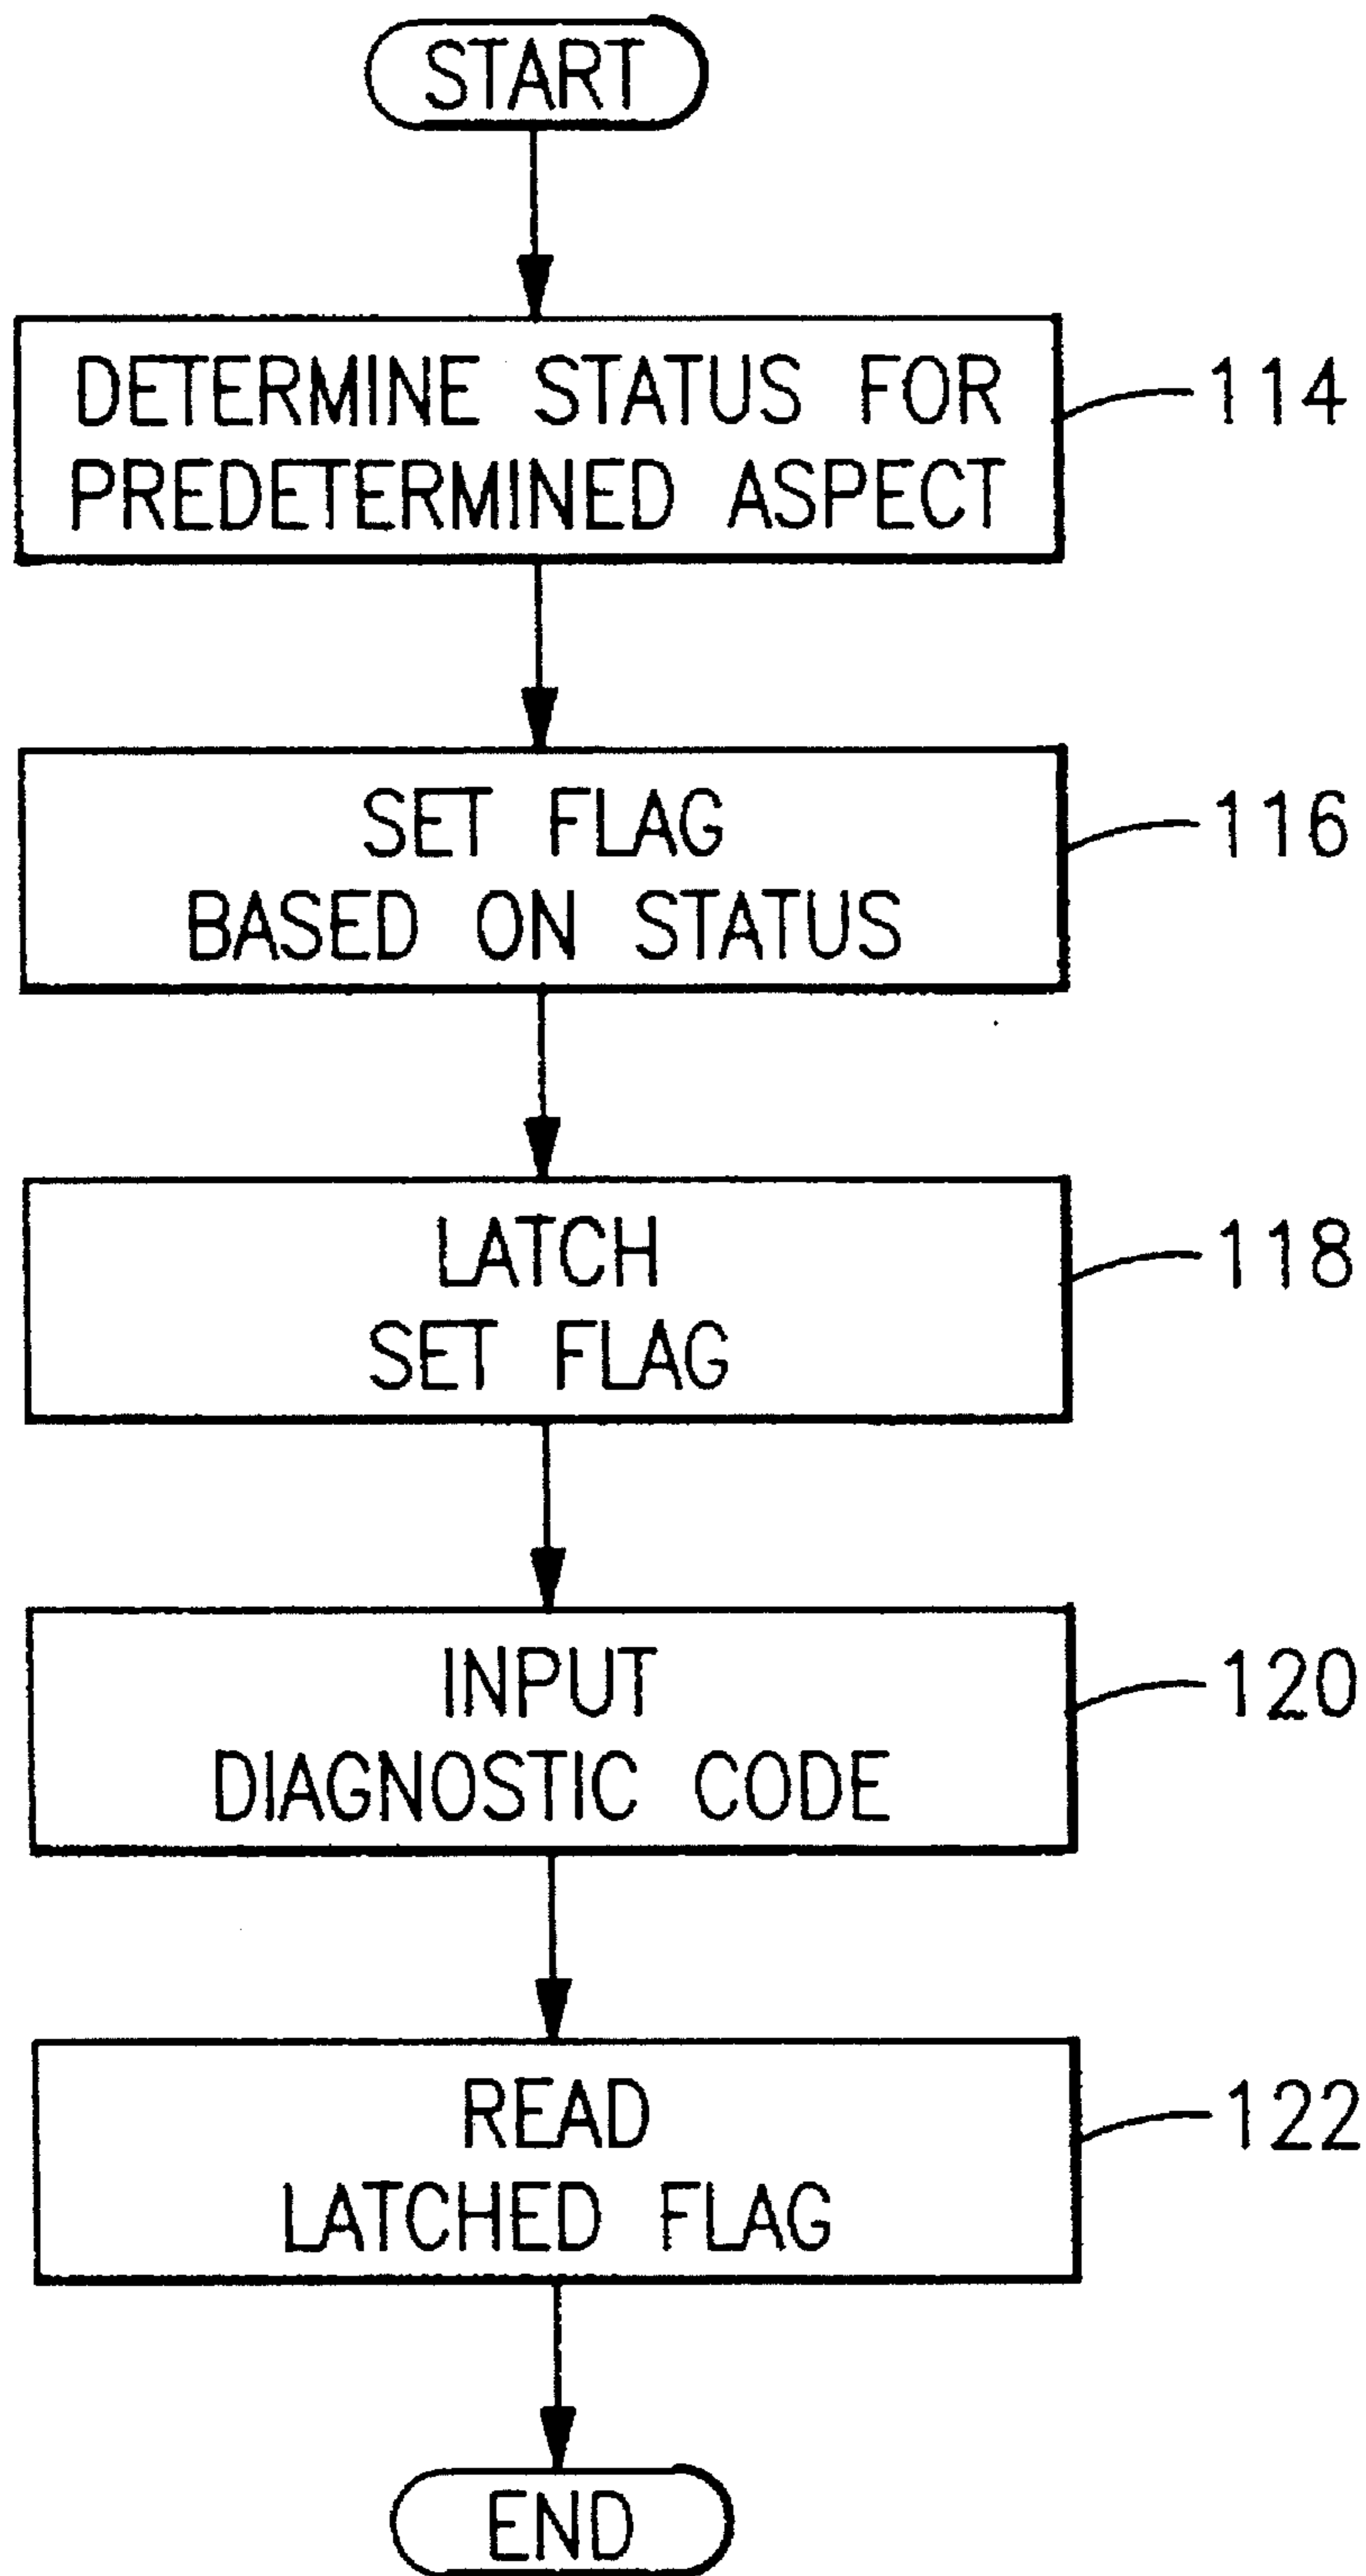 START
DETERMINE STATUS FOR
PREDETERMINED ASPECT
114
SET FLAG
BASED ON STATUS
116
LATCH
SET FLAG
118
INPUT
DIAGNOSTIC CODE
120
READ
LATCHED FLAG
122
END